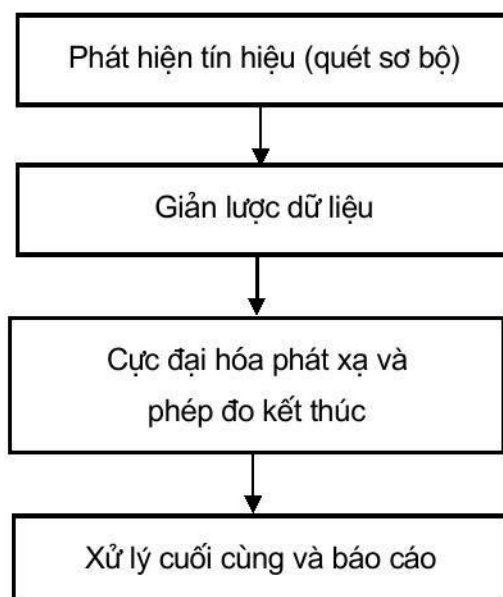 Phát hiện tín hiệu (quét sơ bộ)
Giản lược dữ liệu
Cực đại hóa phát xạ và
phép đo kết thúc
Xử lý cuối cùng và báo cáo